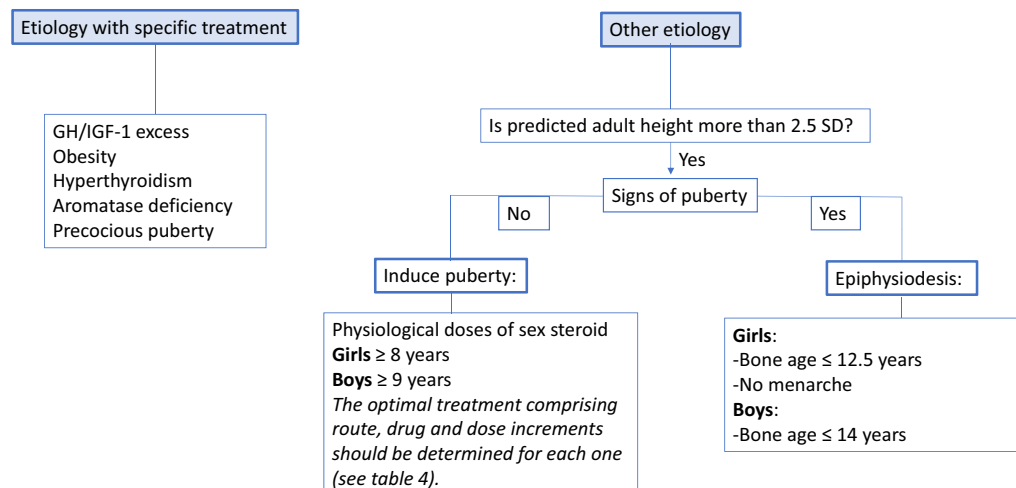 Etiology with specific treatment
GH/IGF-1 excess
Obesity
Hyperthyroidism
Aromatase deficiency
Precocious puberty
Other etiology
Is predicted adult height more than 2.5 SD?
Yes
Signs of puberty
No
Yes
Induce puberty:
Physiological doses of sex steroid
Girls ≥ 8 years
Boys ≥ 9 years
The optimal treatment comprising
route, drug and dose increments
should be determined for each one
(see table 4).
Epiphysiodesis:
Girls:
-Bone age ≤ 12.5 years
-No menarche
Boys:
-Bone age ≤ 14 years